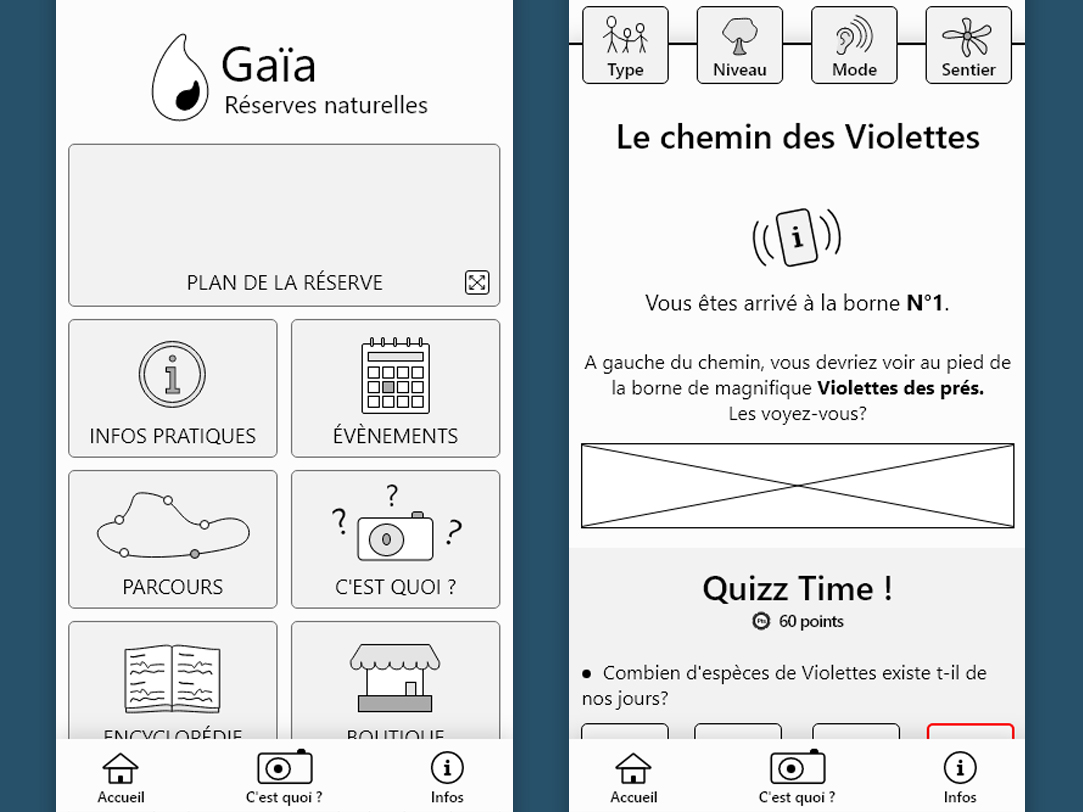 Gaïa
Réserves naturelles
PLAN DE LA RÉSERVE
INFOS PRATIQUES
ÉVÈNEMENTS
PARCOURS
? ? ?
C'EST QUOI ?
ENCYCLOPÉDIE
BOUTIQUE
Accueil
C'est quoi ?
Infos
Type
Niveau
Mode
Sentier
Le chemin des Violettes
Vous êtes arrivé à la borne N°1.
A gauche du chemin, vous devriez voir au pied de
la borne de magnifique Violettes des prés.
Les voyez-vous?
Quizz Time !
Pts 60 points
• Combien d'espèces de Violettes existe t-il de
nos jours?
Accueil
C'est quoi ?
Infos